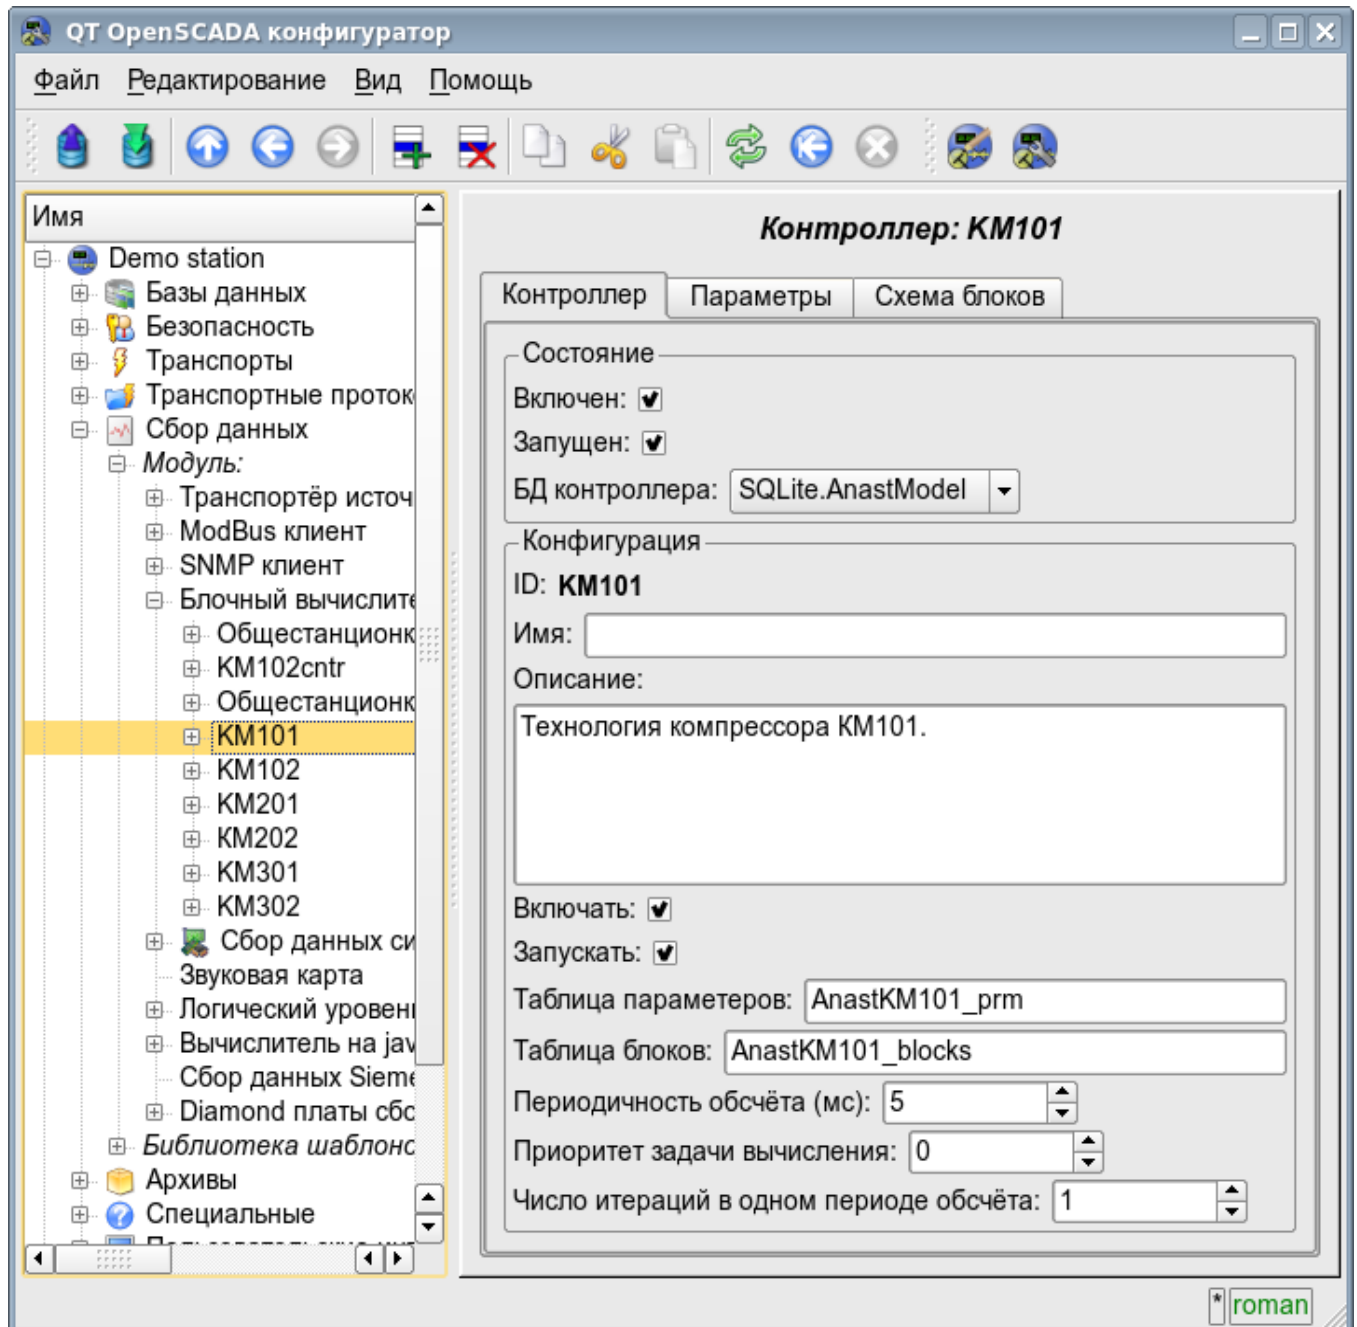 QT OpenSCADA конфигуратор
Файл Редактирование Вид Помощь
Имя
Demo station
Базы данных
Безопасность
Транспорты
Транспортные проток
Сбор данных
Модуль:
Транспортёр источ
ModBus клиент
SNMP клиент
Блочный вычислите
Общестанционк
KM102cntr
Общестанционк
KM101
KM102
KM201
KM202
KM301
KM302
Сбор данных си
Звуковая карта
Логический уровен
Вычислитель на jav
Сбор данных Sieme
Diamond платы сбо
Библиотека шаблоно
Архивы
Специальные
Контроллер: KM101
Контроллер Параметры Схема блоков
Состояние
Включен:
Запущен:
БД контроллера: SQLite.AnastModel
Конфигурация
ID: KM101
Имя:
Описание:
Технология компрессора КМ101.
Включать:
Запускать:
Таблица параметеров: AnastKM101_prm
Таблица блоков: AnastKM101_blocks
Периодичность обсчёта (мс): 5
Приоритет задачи вычисления: 0
Число итераций в одном периоде обсчёта: 1
* roman